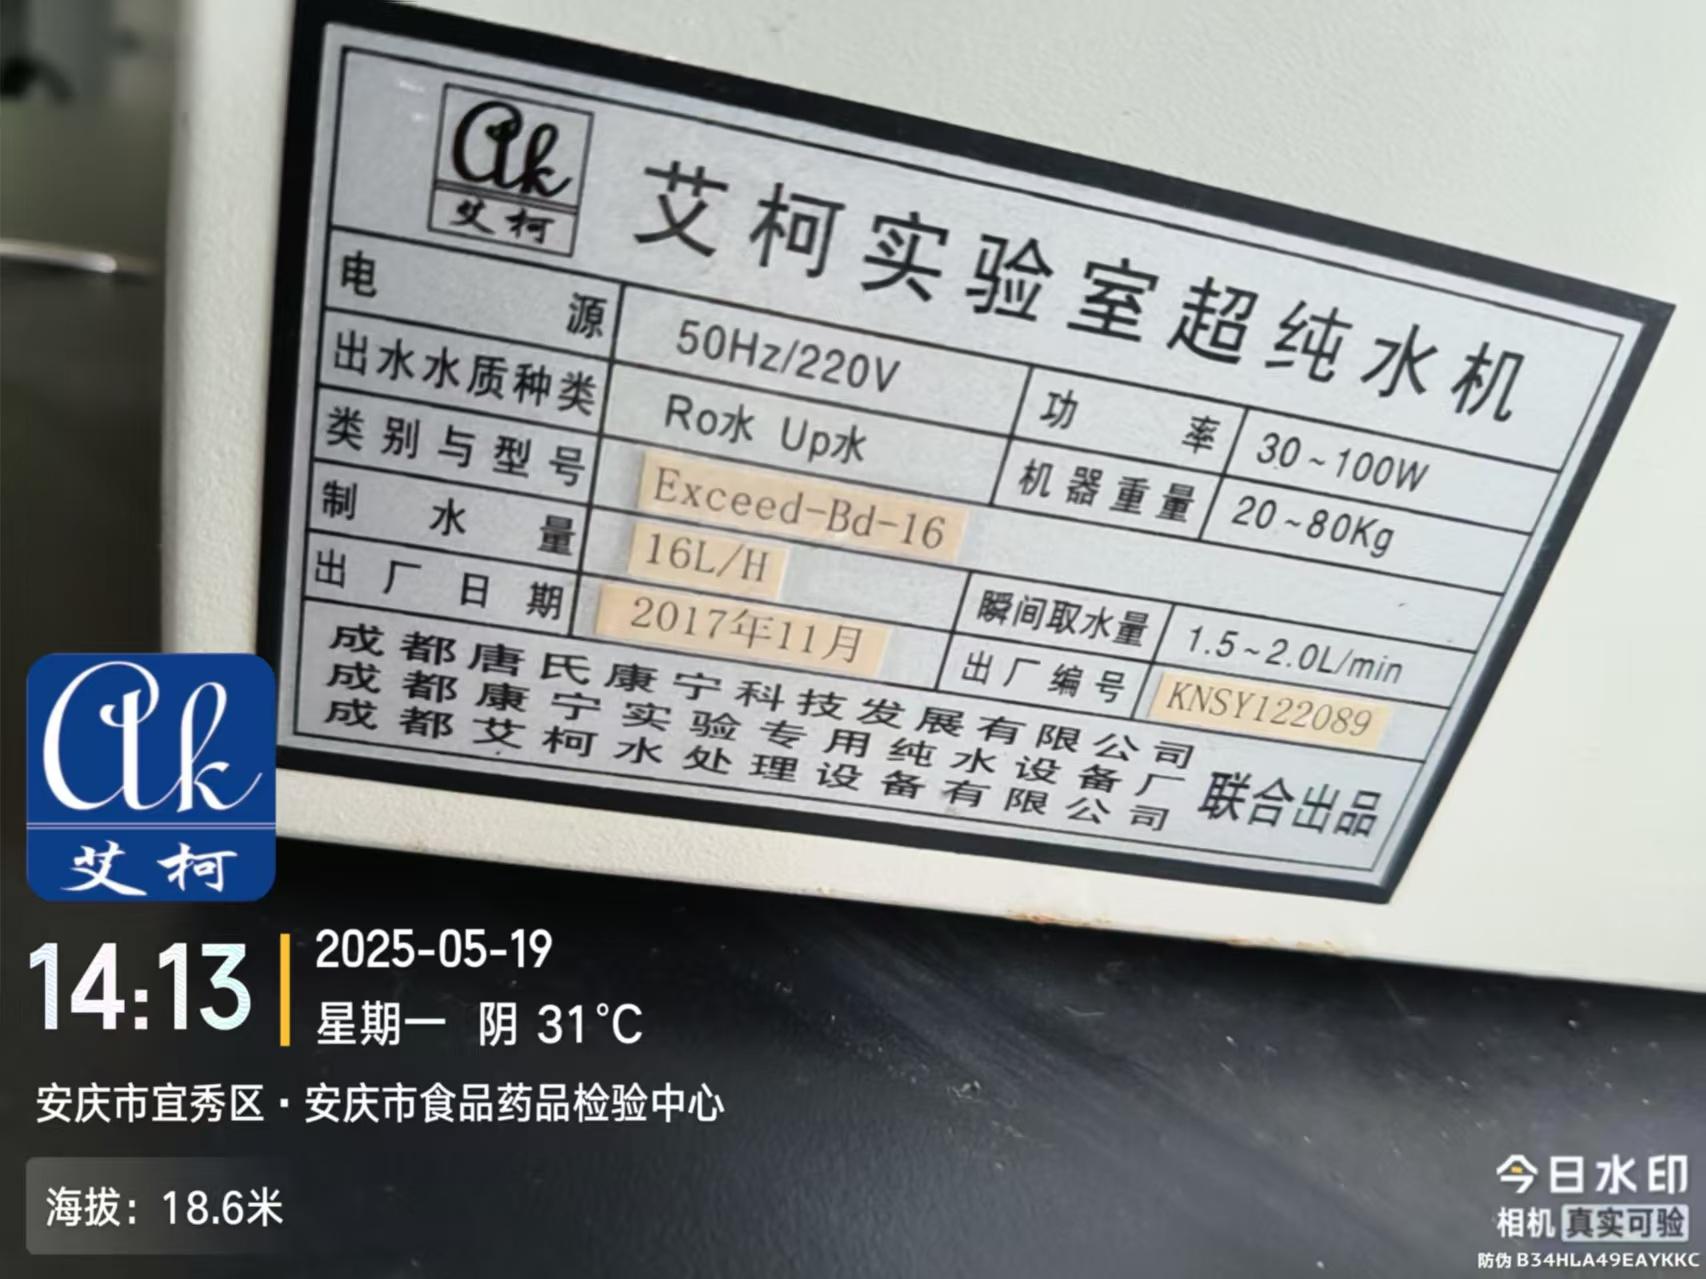 ak
艾柯
艾柯实验室超纯水机
电源 50Hz/220V 功率 30~100W
出水水质种类 Ro水 Up水 机器重量 20~80Kg
类别与型号 Exceed-Bd-16
制水量 16L/H 瞬间取水量 1.5~2.0L/min
出厂日期 2017年11月 出厂编号 KNSY122089
成都唐氏康宁科技发展有限公司
成都康宁实验专用纯水设备厂
成都艾柯水处理设备有限公司
联合出品
ak
艾柯
14:13
2025-05-19
星期一 阴 31°C
安庆市宜秀区·安庆市食品药品检验中心
海拔：18.6米
今日水印
相机 真实可验
防伪 B34HLA49EAYKKC